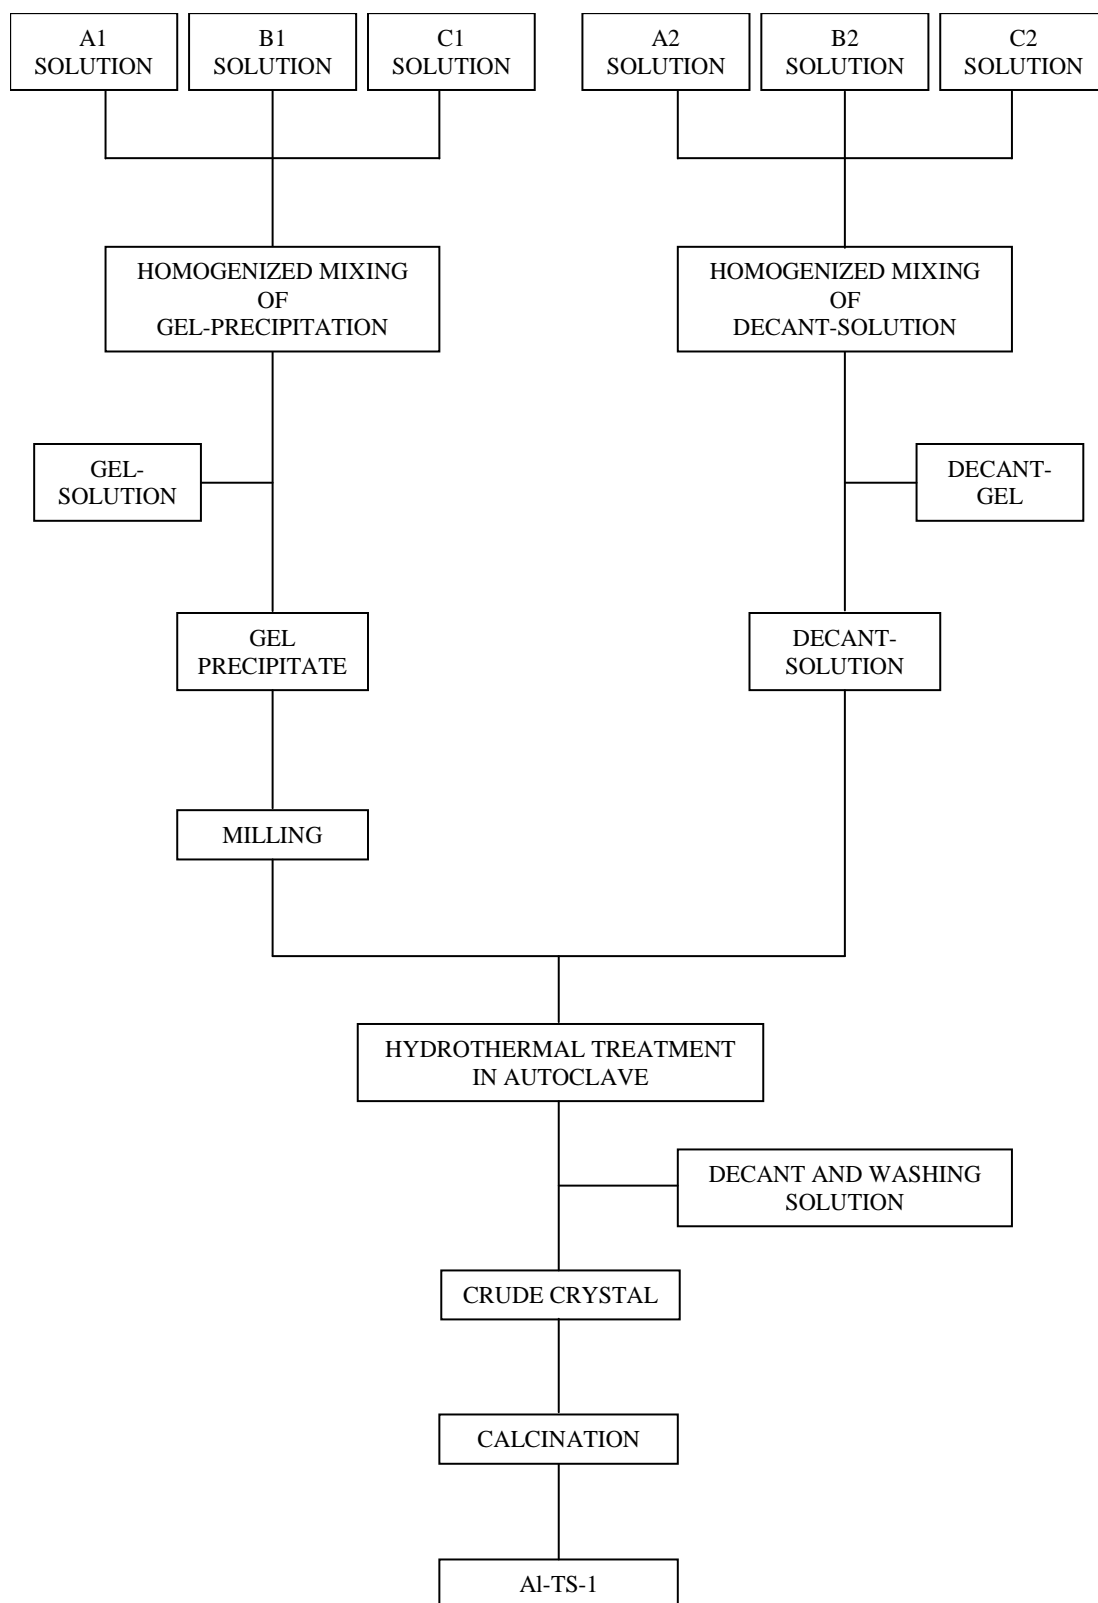 A1
SOLUTION
B1
SOLUTION
C1
SOLUTION
A2
SOLUTION
B2
SOLUTION
C2
SOLUTION
HOMOGENIZED MIXING
OF
GEL-PRECIPITATION
HOMOGENIZED MIXING
OF
DECANT-SOLUTION
GEL-
SOLUTION
DECANT-
GEL
GEL
PRECIPITATE
DECANT-
SOLUTION
MILLING
HYDROTHERMAL TREATMENT
IN AUTOCLAVE
DECANT AND WASHING
SOLUTION
CRUDE CRYSTAL
CALCINATION
Al-TS-1